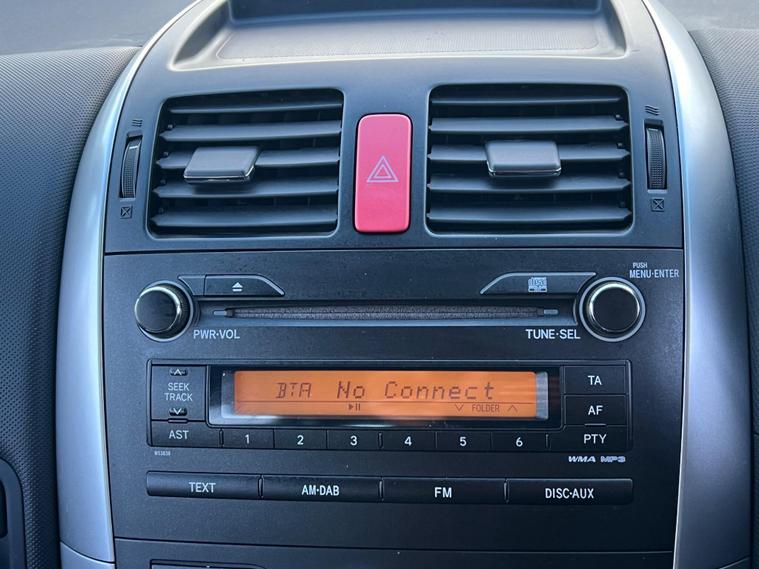 PUSH
MENU·ENTER
PWR·VOL
TUNE·SEL
SEEK
TRACK
BTA No Connect
FOLDER
TA
AF
PTY
AST
1 2 3 4 5 6
WMA MP3
TEXT
AM·DAB
FM
DISC·AUX